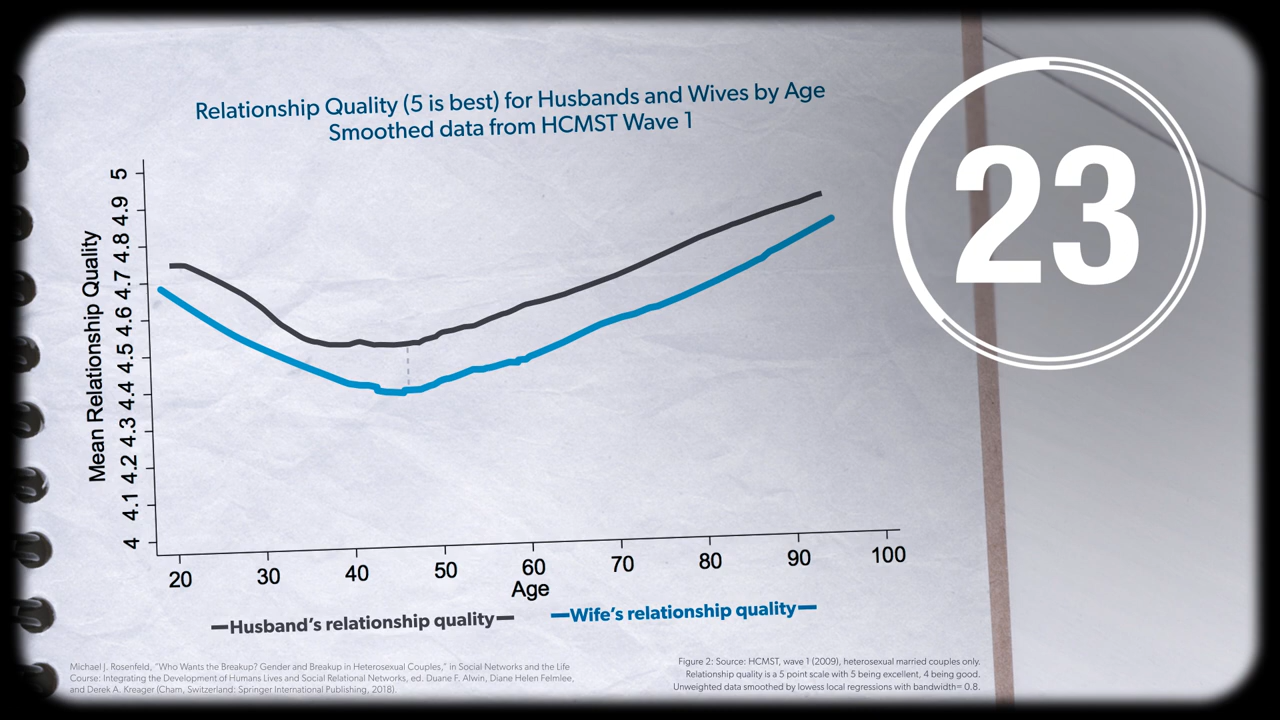 Relationship Quality (5 is best) for Husbands and Wives by Age
Smoothed data from HCMST Wave 1
23
Mean Relationship Quality
5
4.9
4.8
4.7
4.6
4.5
4.4
4.3
4.2
4.1
4
20 30 40 50 60 70 80 90 100
Age
Husband's relationship quality
Wife's relationship quality
Michael J. Rosenfeld, "Who Wants the Breakup? Gender and Breakup in Heterosexual Couples," in Social Networks and the Life
Course: Integrating the Development of Humans Lives and Social Relational Networks, ed. Duane F. Alwin, Diane Helen Felmlee,
and Derek A. Kreager (Cham, Switzerland: Springer International Publishing, 2018).
Figure 2: Source: HCMST, wave 1 (2009), heterosexual married couples only.
Relationship quality is a 5 point scale with 5 being excellent, 4 being good.
Unweighted data smoothed by lowess local regressions with bandwidth= 0.8.